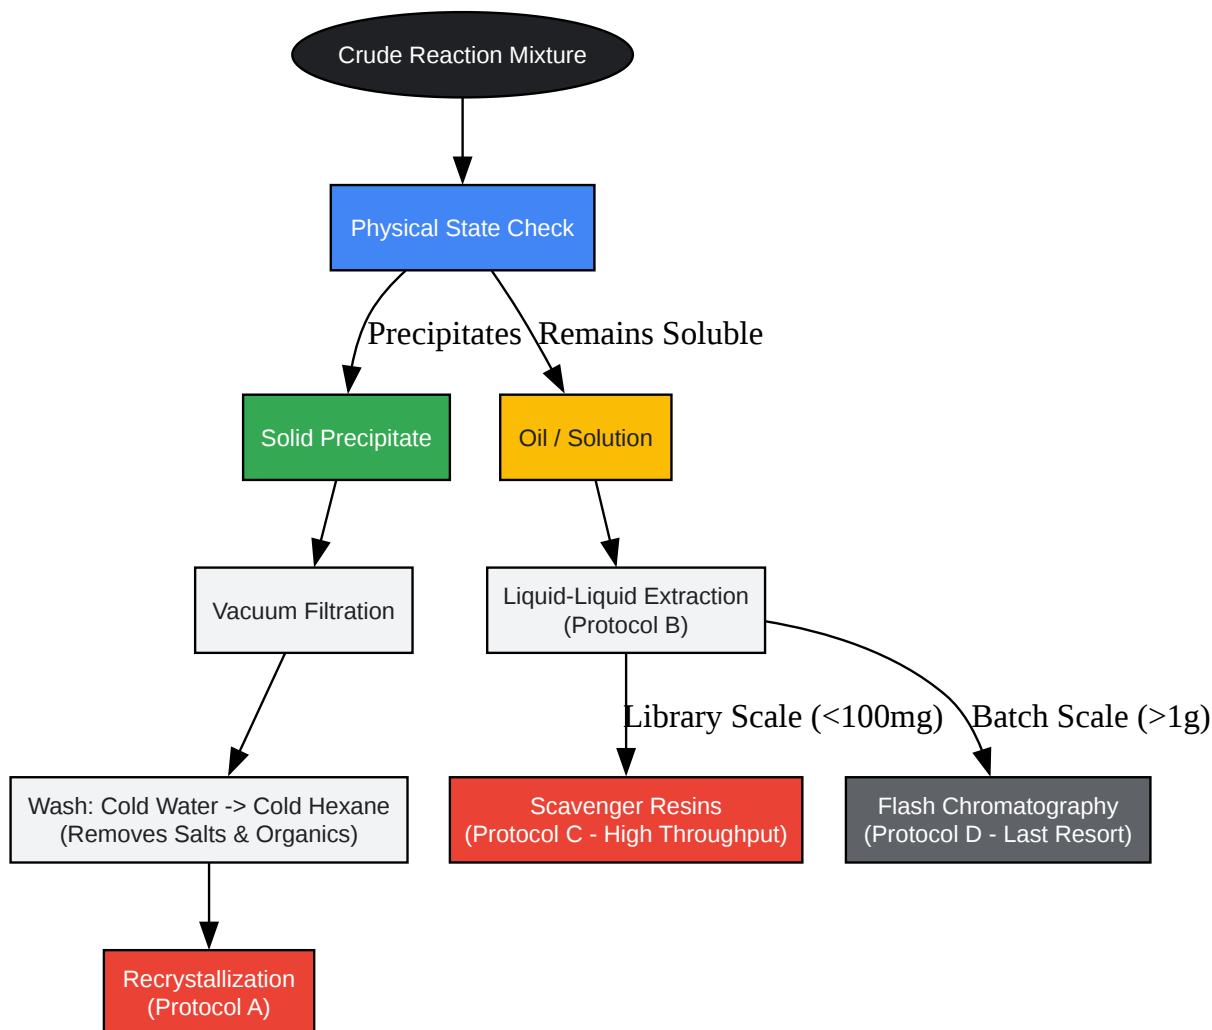 Crude Reaction Mixture
Physical State Check
Precipitates
Remains Soluble
Solid Precipitate
Oil / Solution
Vacuum Filtration
Liquid-Liquid Extraction
(Protocol B)
Library Scale (<100mg)
Batch Scale (>1g)
Wash: Cold Water -> Cold Hexane
(Removes Salts & Organics)
Scavenger Resins
(Protocol C - High Throughput)
Flash Chromatography
(Protocol D - Last Resort)
Recrystallization
(Protocol A)